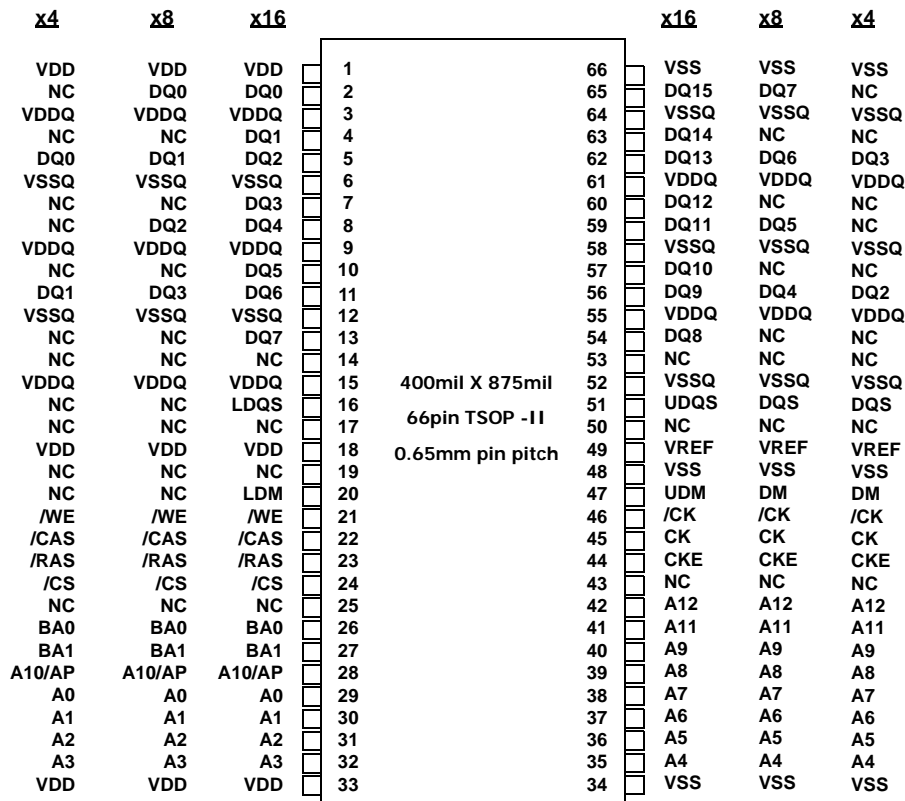 x4 x8 x16 x16 x8 x4
VDD VDD VDD 1 66 VSS VSS VSS
NC DQ0 DQ0 2 65 DQ15 DQ7 NC
VDDQ VDDQ VDDQ 3 64 VSSQ VSSQ VSSQ
NC NC DQ1 4 63 DQ14 NC NC
DQ0 DQ1 DQ2 5 62 DQ13 DQ6 DQ3
VSSQ VSSQ VSSQ 6 61 VDDQ VDDQ VDDQ
NC NC DQ3 7 60 DQ12 NC NC
NC DQ2 DQ4 8 59 DQ11 DQ5 NC
VDDQ VDDQ VDDQ 9 58 VSSQ VSSQ VSSQ
NC NC DQ5 10 57 DQ10 NC NC
DQ1 DQ3 DQ6 11 56 DQ9 DQ4 DQ2
VSSQ VSSQ VSSQ 12 55 VDDQ VDDQ VDDQ
NC NC DQ7 13 54 DQ8 NC NC
NC NC NC 14 53 NC NC NC
VDDQ VDDQ VDDQ 15 400mil X 875mil 52 VSSQ VSSQ VSSQ
NC NC LDQS 16 66pin TSOP -II 51 UDQS DQS DQS
NC NC NC 17 50 NC NC NC
VDD VDD VDD 18 0.65mm pin pitch 49 VREF VREF VREF
NC NC NC 19 48 VSS VSS VSS
NC NC LDM 20 47 UDM DM DM
/WE /WE /WE 21 46 /CK /CK /CK
/CAS /CAS /CAS 22 45 CK CK CK
/RAS /RAS /RAS 23 44 CKE CKE CKE
/CS /CS /CS 24 43 NC NC NC
NC NC NC 25 42 A12 A12 A12
BA0 BA0 BA0 26 41 A11 A11 A11
BA1 BA1 BA1 27 40 A9 A9 A9
A10/AP A10/AP A10/AP 28 39 A8 A8 A8
A0 A0 A0 29 38 A7 A7 A7
A1 A1 A1 30 37 A6 A6 A6
A2 A2 A2 31 36 A5 A5 A5
A3 A3 A3 32 35 A4 A4 A4
VDD VDD VDD 33 34 VSS VSS VSS